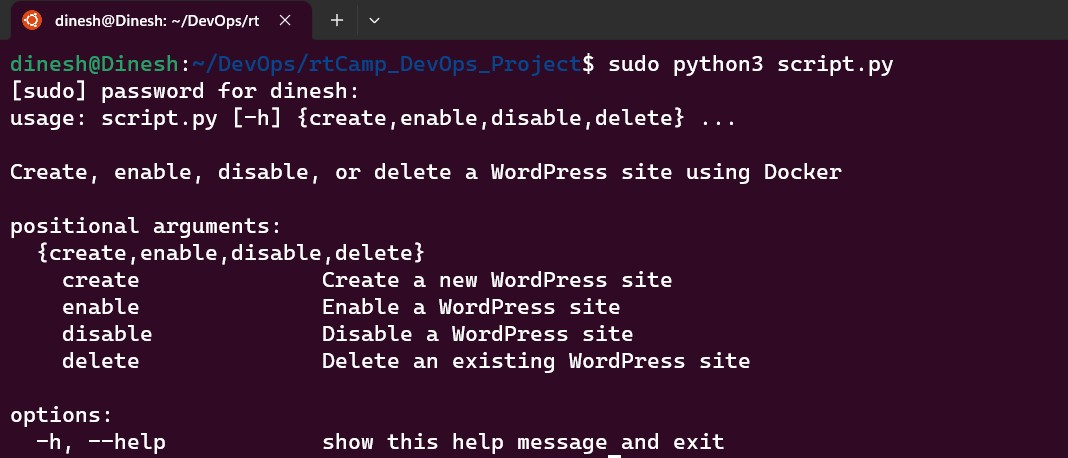 dinesh@Dinesh: ~/DevOps/rt
dinesh@Dinesh:~/DevOps/rtCamp_DevOps_Project$ sudo python3 script.py
[sudo] password for dinesh:
usage: script.py [-h] {create,enable,disable,delete} ...
Create, enable, disable, or delete a WordPress site using Docker
positional arguments:
  {create,enable,disable,delete}
    create              Create a new WordPress site
    enable              Enable a WordPress site
    disable             Disable a WordPress site
    delete              Delete an existing WordPress site
options:
  -h, --help            show this help message and exit